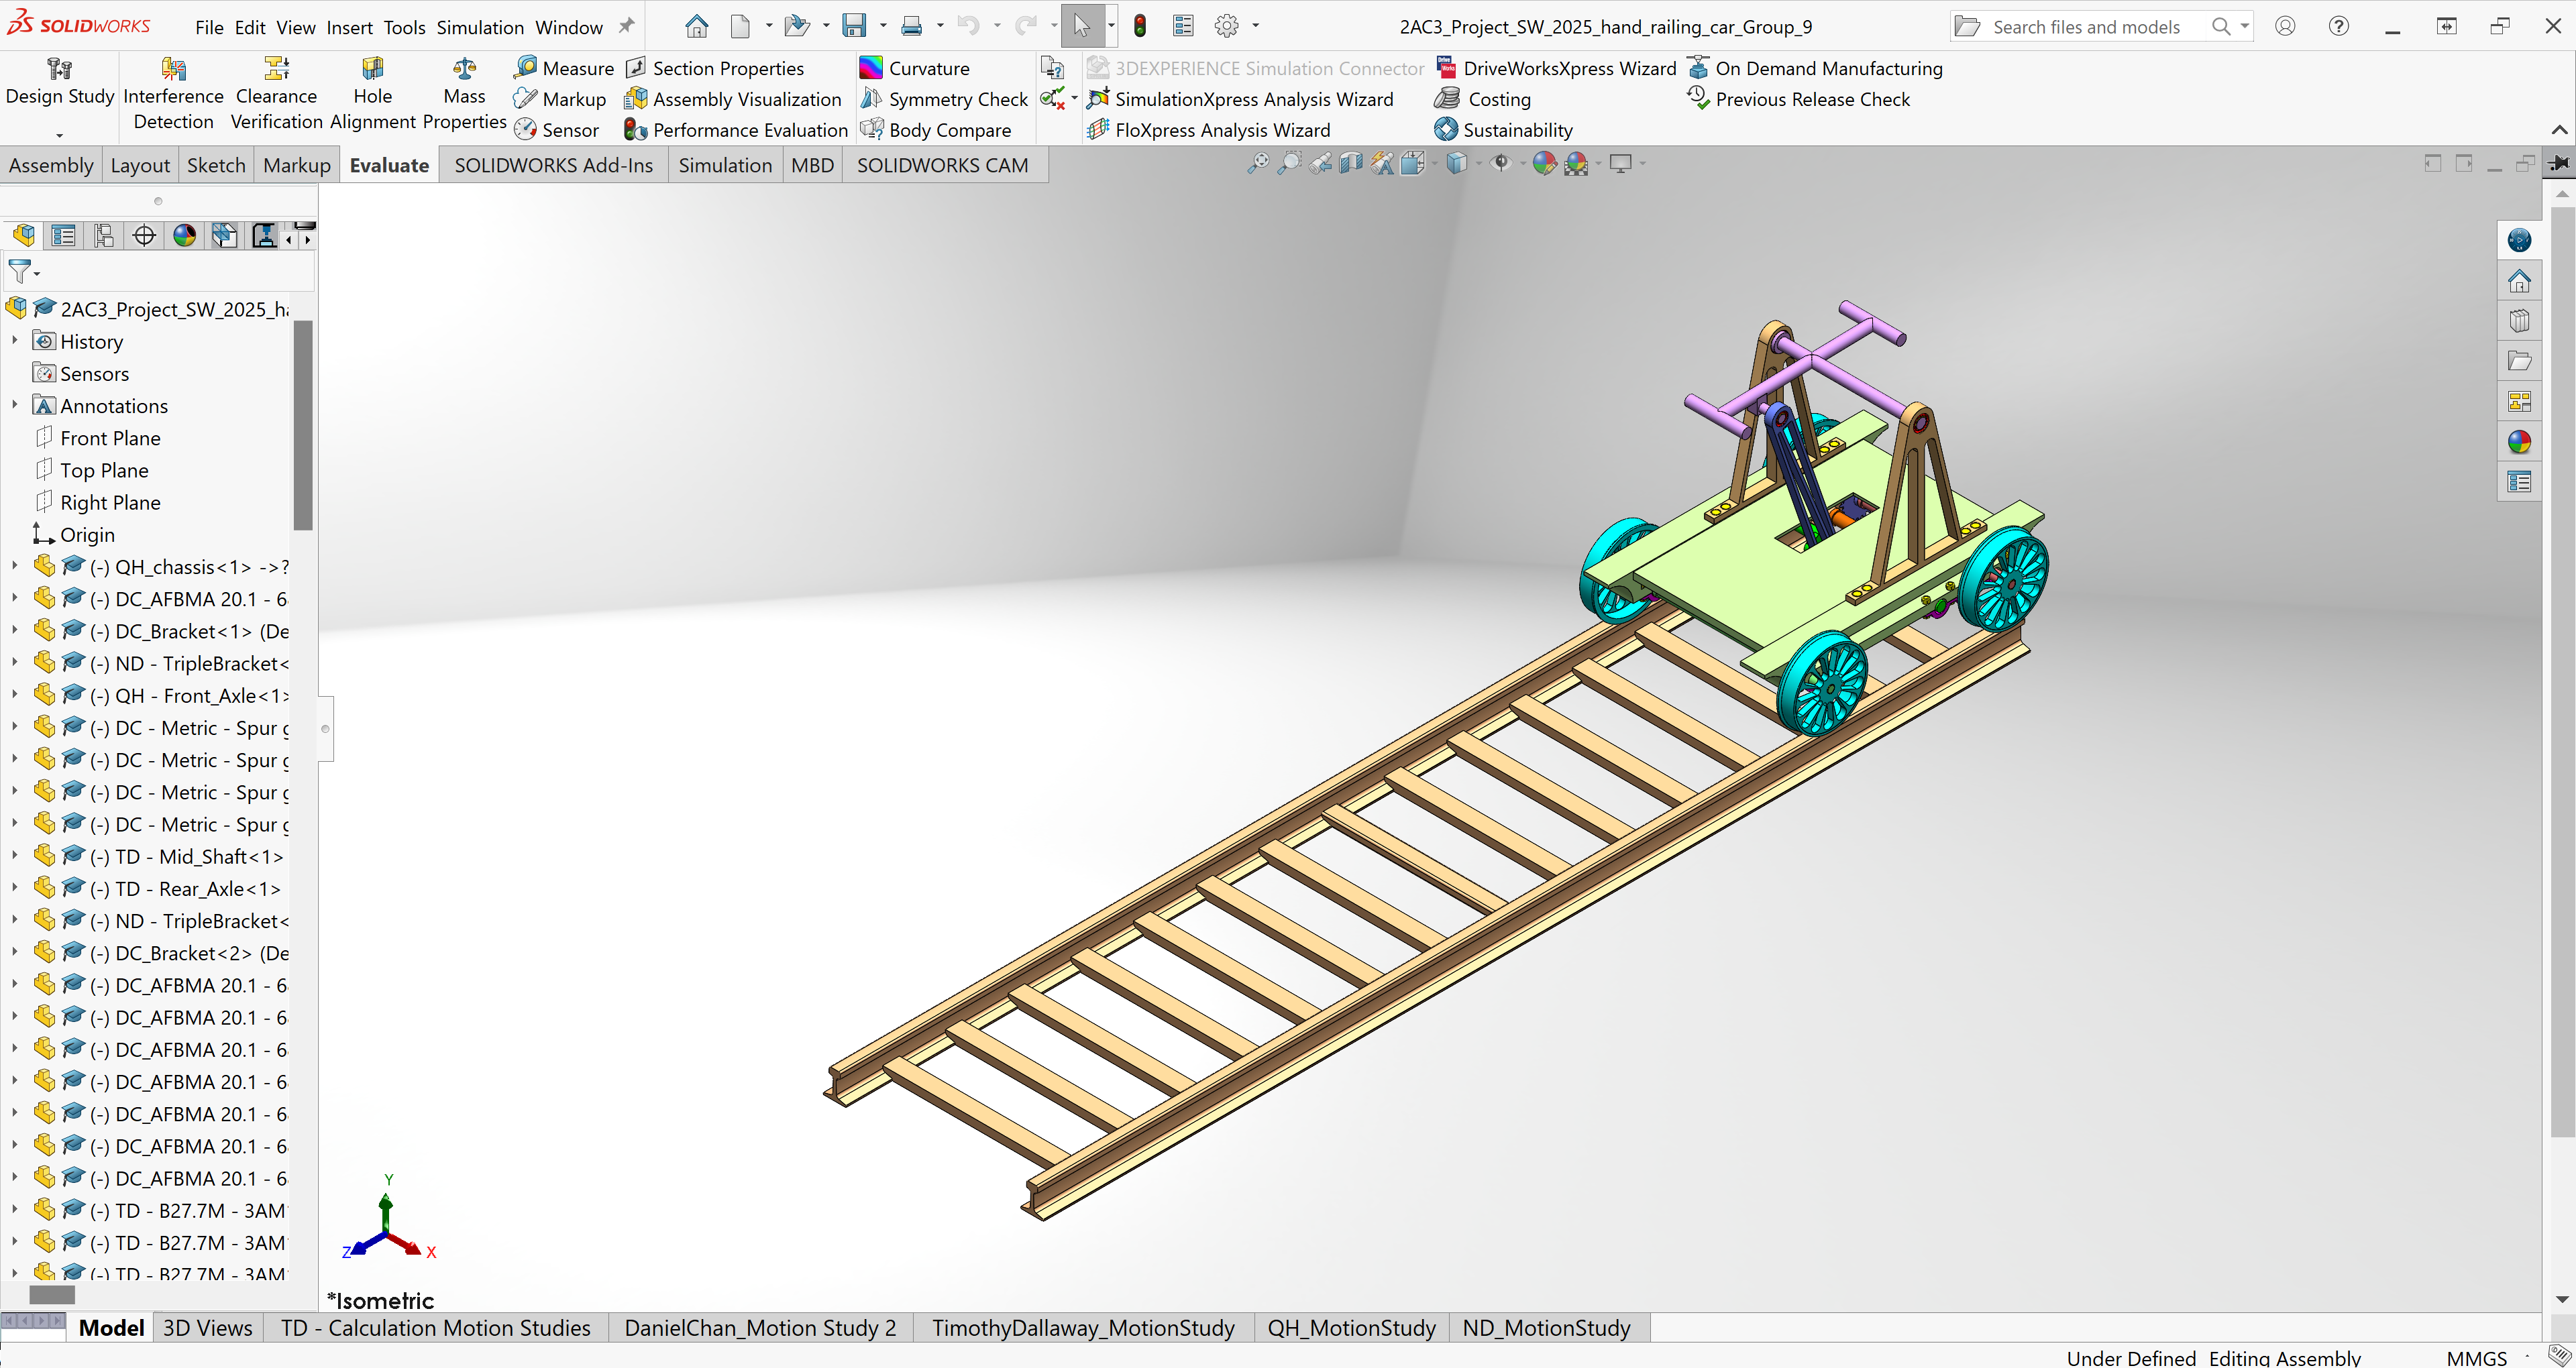 SOLIDWORKS File Edit View Insert Tools Simulation Window 2AC3_Project_SW_2025_hand_railing_car_Group_9 Search files and models
Design Study
Interference Detection
Clearance Verification
Hole Alignment
Mass Properties
Measure
Markup
Sensor
Section Properties
Assembly Visualization
Performance Evaluation
Curvature
Symmetry Check
Body Compare
3DEXPERIENCE Simulation Connector
SimulationXpress Analysis Wizard
FloXpress Analysis Wizard
DriveWorksXpress Wizard
Costing
Sustainability
On Demand Manufacturing
Previous Release Check
Assembly Layout Sketch Markup Evaluate SOLIDWORKS Add-Ins Simulation MBD SOLIDWORKS CAM
2AC3_Project_SW_2025_ha
History
Sensors
Annotations
Front Plane
Top Plane
Right Plane
Origin
(-) QH_chassis<1> ->?
(-) DC_AFBMA 20.1 - 6
(-) DC_Bracket<1> (De
(-) ND - TripleBracket<
(-) QH - Front_Axle<1>
(-) DC - Metric - Spur g
(-) DC - Metric - Spur g
(-) DC - Metric - Spur g
(-) DC - Metric - Spur g
(-) TD - Mid_Shaft<1>
(-) TD - Rear_Axle<1>
(-) ND - TripleBracket<
(-) DC_Bracket<2> (De
(-) DC_AFBMA 20.1 - 6
(-) DC_AFBMA 20.1 - 6
(-) DC_AFBMA 20.1 - 6
(-) DC_AFBMA 20.1 - 6
(-) DC_AFBMA 20.1 - 6
(-) DC_AFBMA 20.1 - 6
(-) DC_AFBMA 20.1 - 6
(-) TD - B27.7M - 3AM
(-) TD - B27.7M - 3AM
(-) TD - B27.7M - 3AM
Y
Z
X
*Isometric
Model 3D Views TD - Calculation Motion Studies DanielChan_Motion Study 2 TimothyDallaway_MotionStudy QH_MotionStudy ND_MotionStudy
Under Defined Editing Assembly MMGS